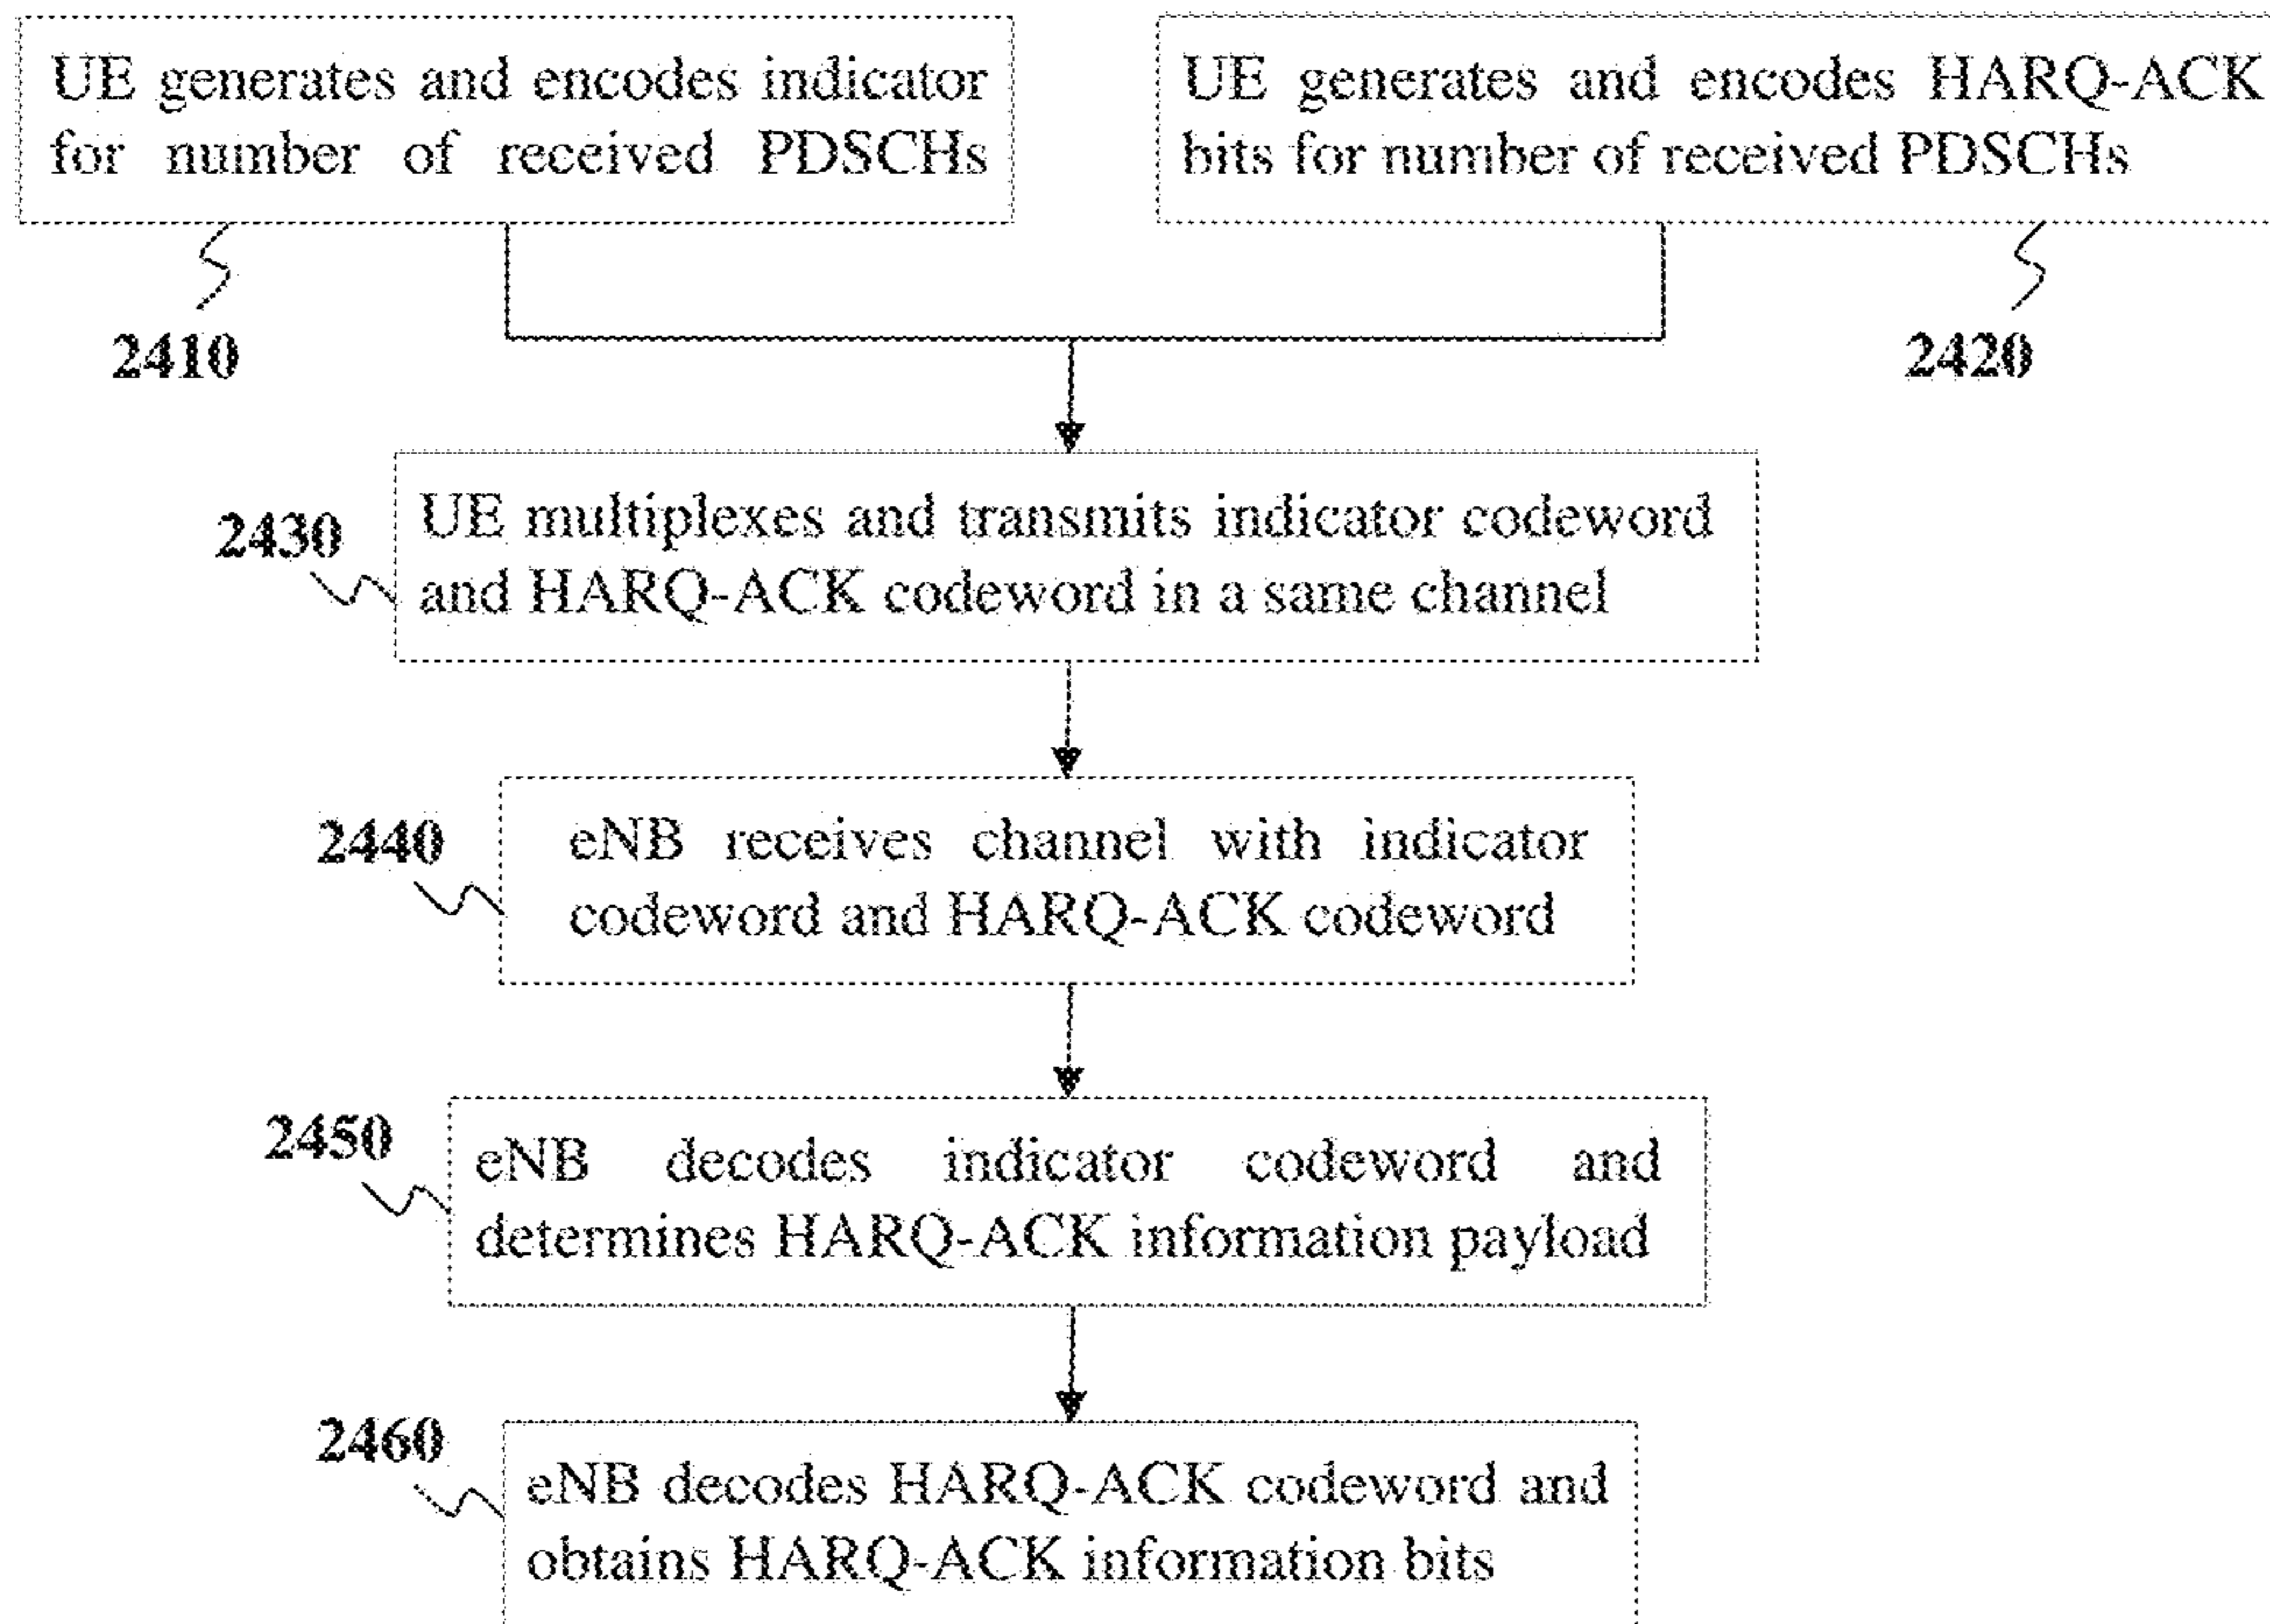 UE generates and encodes indicator
for number of received PDSCHs
UE generates and encodes HARQ-ACK
bits for number of received PDSCHs
2410
2420
2430
UE multiplexes and transmits indicator codeword
and HARQ-ACK codeword in a same channel
2440
eNB receives channel with indicator
codeword and HARQ-ACK codeword
2450
eNB decodes indicator codeword and
determines HARQ-ACK information payload
2460
eNB decodes HARQ-ACK codeword and
obtains HARQ-ACK information bits